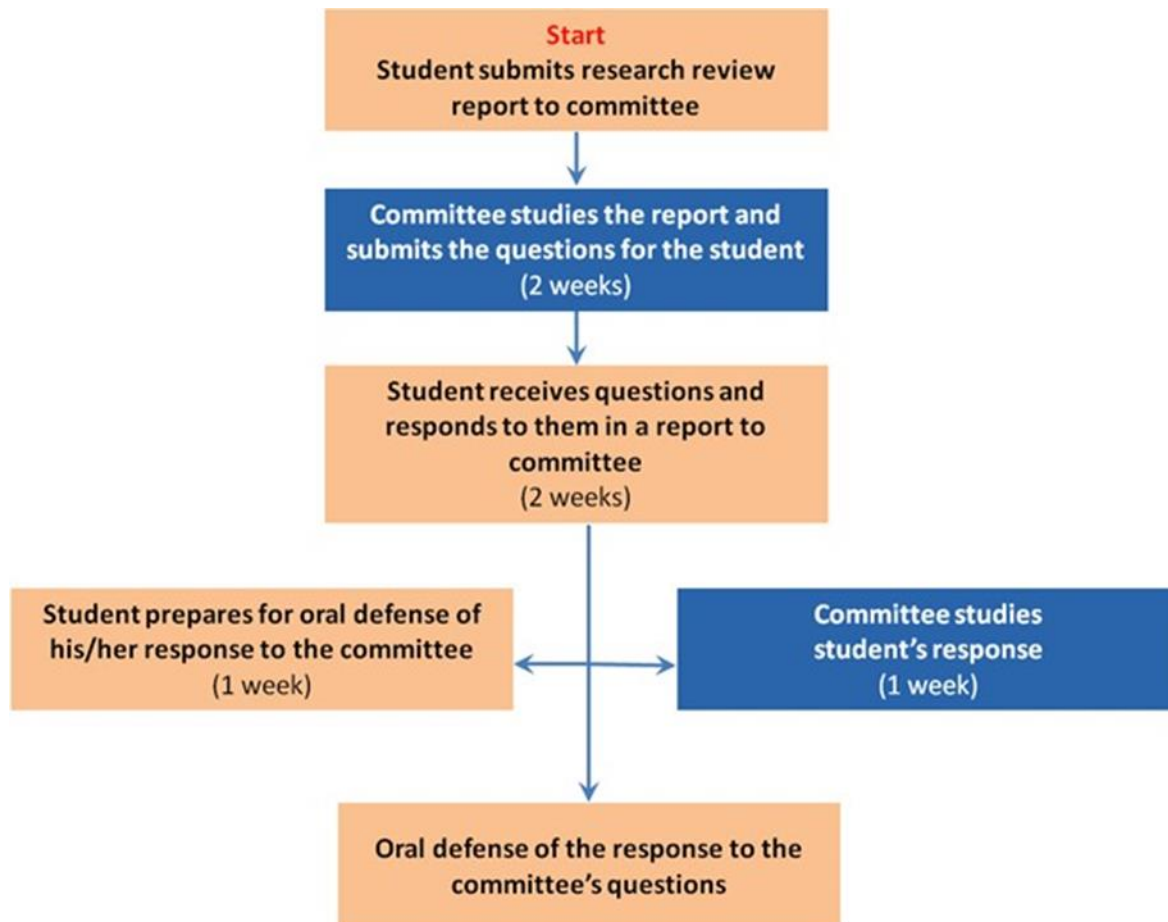 Start
Student submits research review
report to committee
Committee studies the report and
submits the questions for the student
(2 weeks)
Student receives questions and
responds to them in a report to
committee
(2 weeks)
Student prepares for oral defense of
his/her response to the committee
(1 week)
Committee studies
student’s response
(1 week)
Oral defense of the response to the
committee’s questions